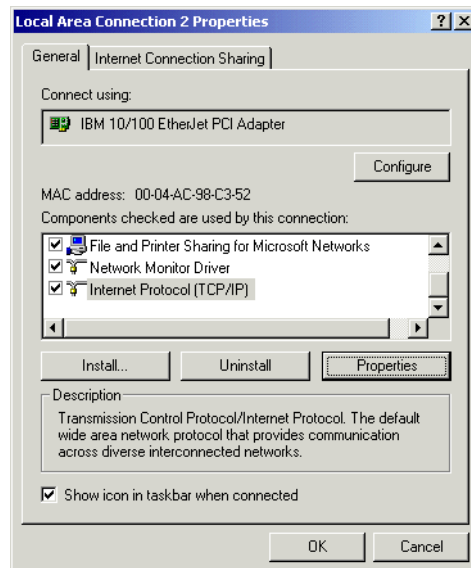 Local Area Connection 2 Properties
General Internet Connection Sharing
Connect using:
IBM 10/100 EtherJet PCI Adapter
Configure
MAC address: 00-04-AC-98-C3-52
Components checked are used by this connection:
File and Printer Sharing for Microsoft Networks
Network Monitor Driver
Internet Protocol (TCP/IP)
Install... Uninstall Properties
Description
Transmission Control Protocol/Internet Protocol. The default
wide area network protocol that provides communication
across diverse interconnected networks.
Show icon in taskbar when connected
OK Cancel